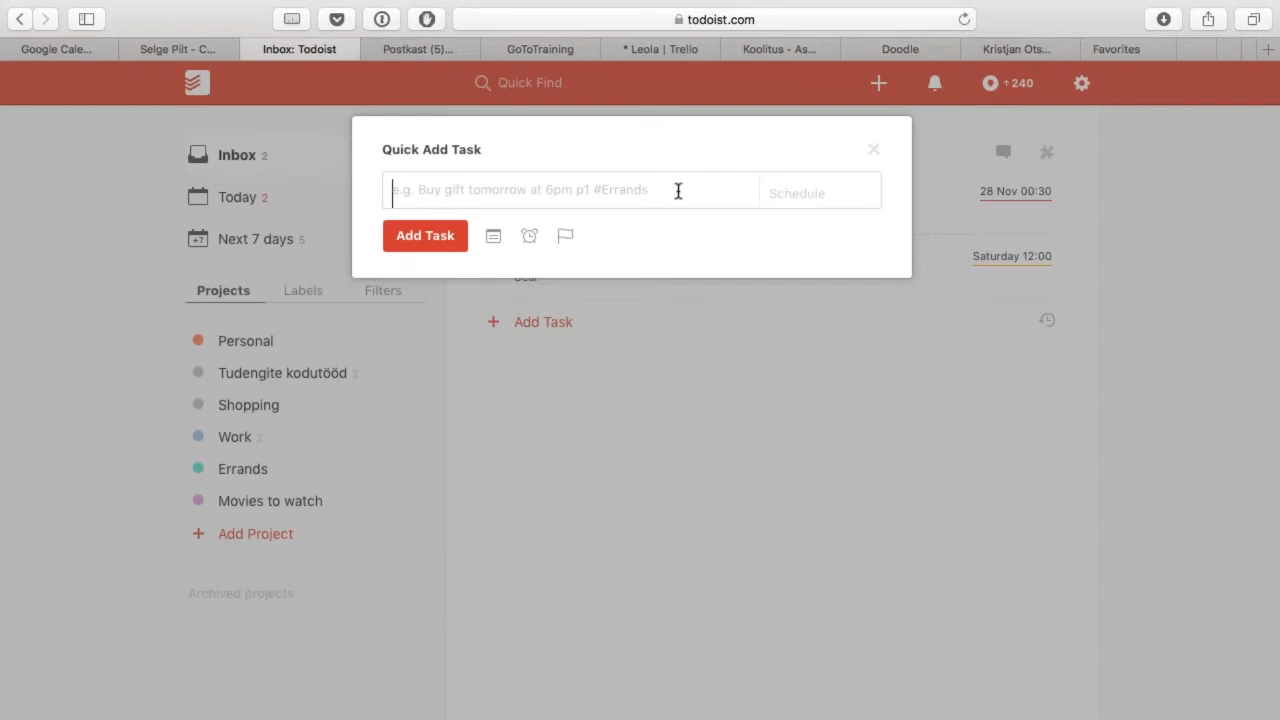 todoist.com
Google Cale...
Selge Pilt - C...
Inbox: Todoist
Postkast (5)...
GoToTraining
* Leola | Trello
Koolitus - As...
Doodle
Kristjan Ots...
Favorites
Quick Find
↑240
Quick Add Task
e.g. Buy gift tomorrow at 6pm p1 #Errands
Schedule
Add Task
Inbox 2
Today 2
+7 Next 7 days 5
28 Nov 00:30
Saturday 12:00
+ Add Task
Projects
Labels
Filters
Personal
Tudengite kodutööd 2
Shopping
Work 2
Errands
Movies to watch
+ Add Project
Archived projects